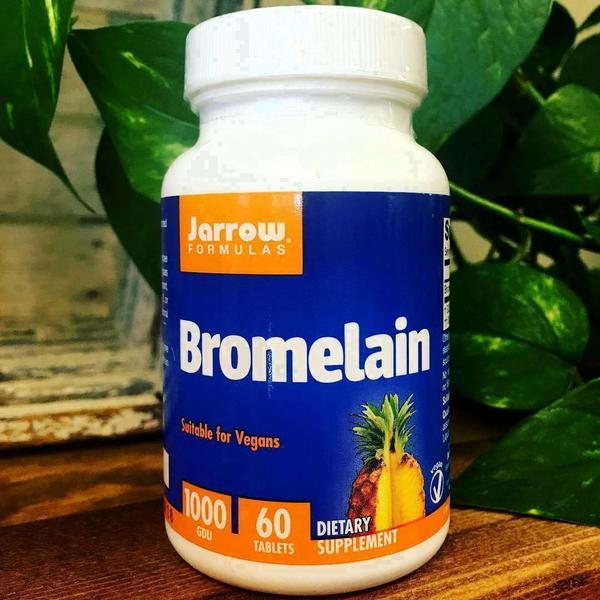 Jarrow
FORMULAS
Bromelain
Suitable for Vegans
1000
GDU
60
TABLETS
DIETARY
SUPPLEMENT